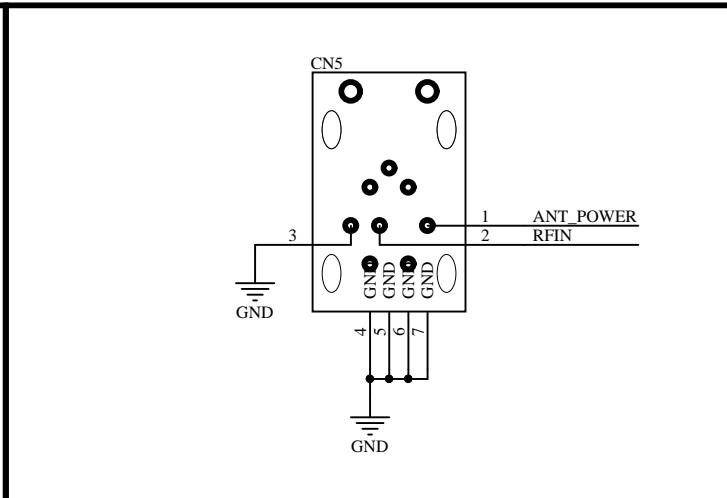 CN5
1 ANT_POWER
3 2 RFIN
GND GND GND GND
GND
4 5 6 7
GND